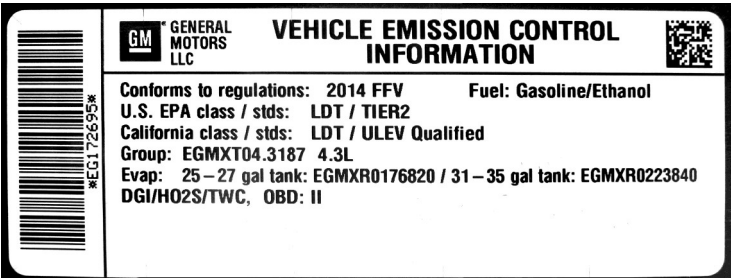 *EG172695*
GM
GENERAL
MOTORS
LLC
VEHICLE EMISSION CONTROL
INFORMATION
Conforms to regulations: 2014 FFV Fuel: Gasoline/Ethanol
U.S. EPA class / stds: LDT / TIER2
California class / stds: LDT / ULEV Qualified
Group: EGMXT04.3187 4.3L
Evap: 25–27 gal tank: EGMXR0176820 / 31–35 gal tank: EGMXR0223840
DGI/HO2S/TWC, OBD: II